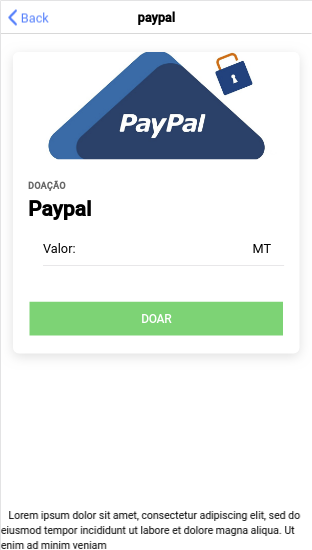 Back
paypal
PayPal
DOAÇÃO
Paypal
Valor: MT
DOAR
Lorem ipsum dolor sit amet, consectetur adipiscing elit, sed do
eiusmod tempor incididunt ut labore et dolore magna aliqua. Ut
enim ad minim veniam